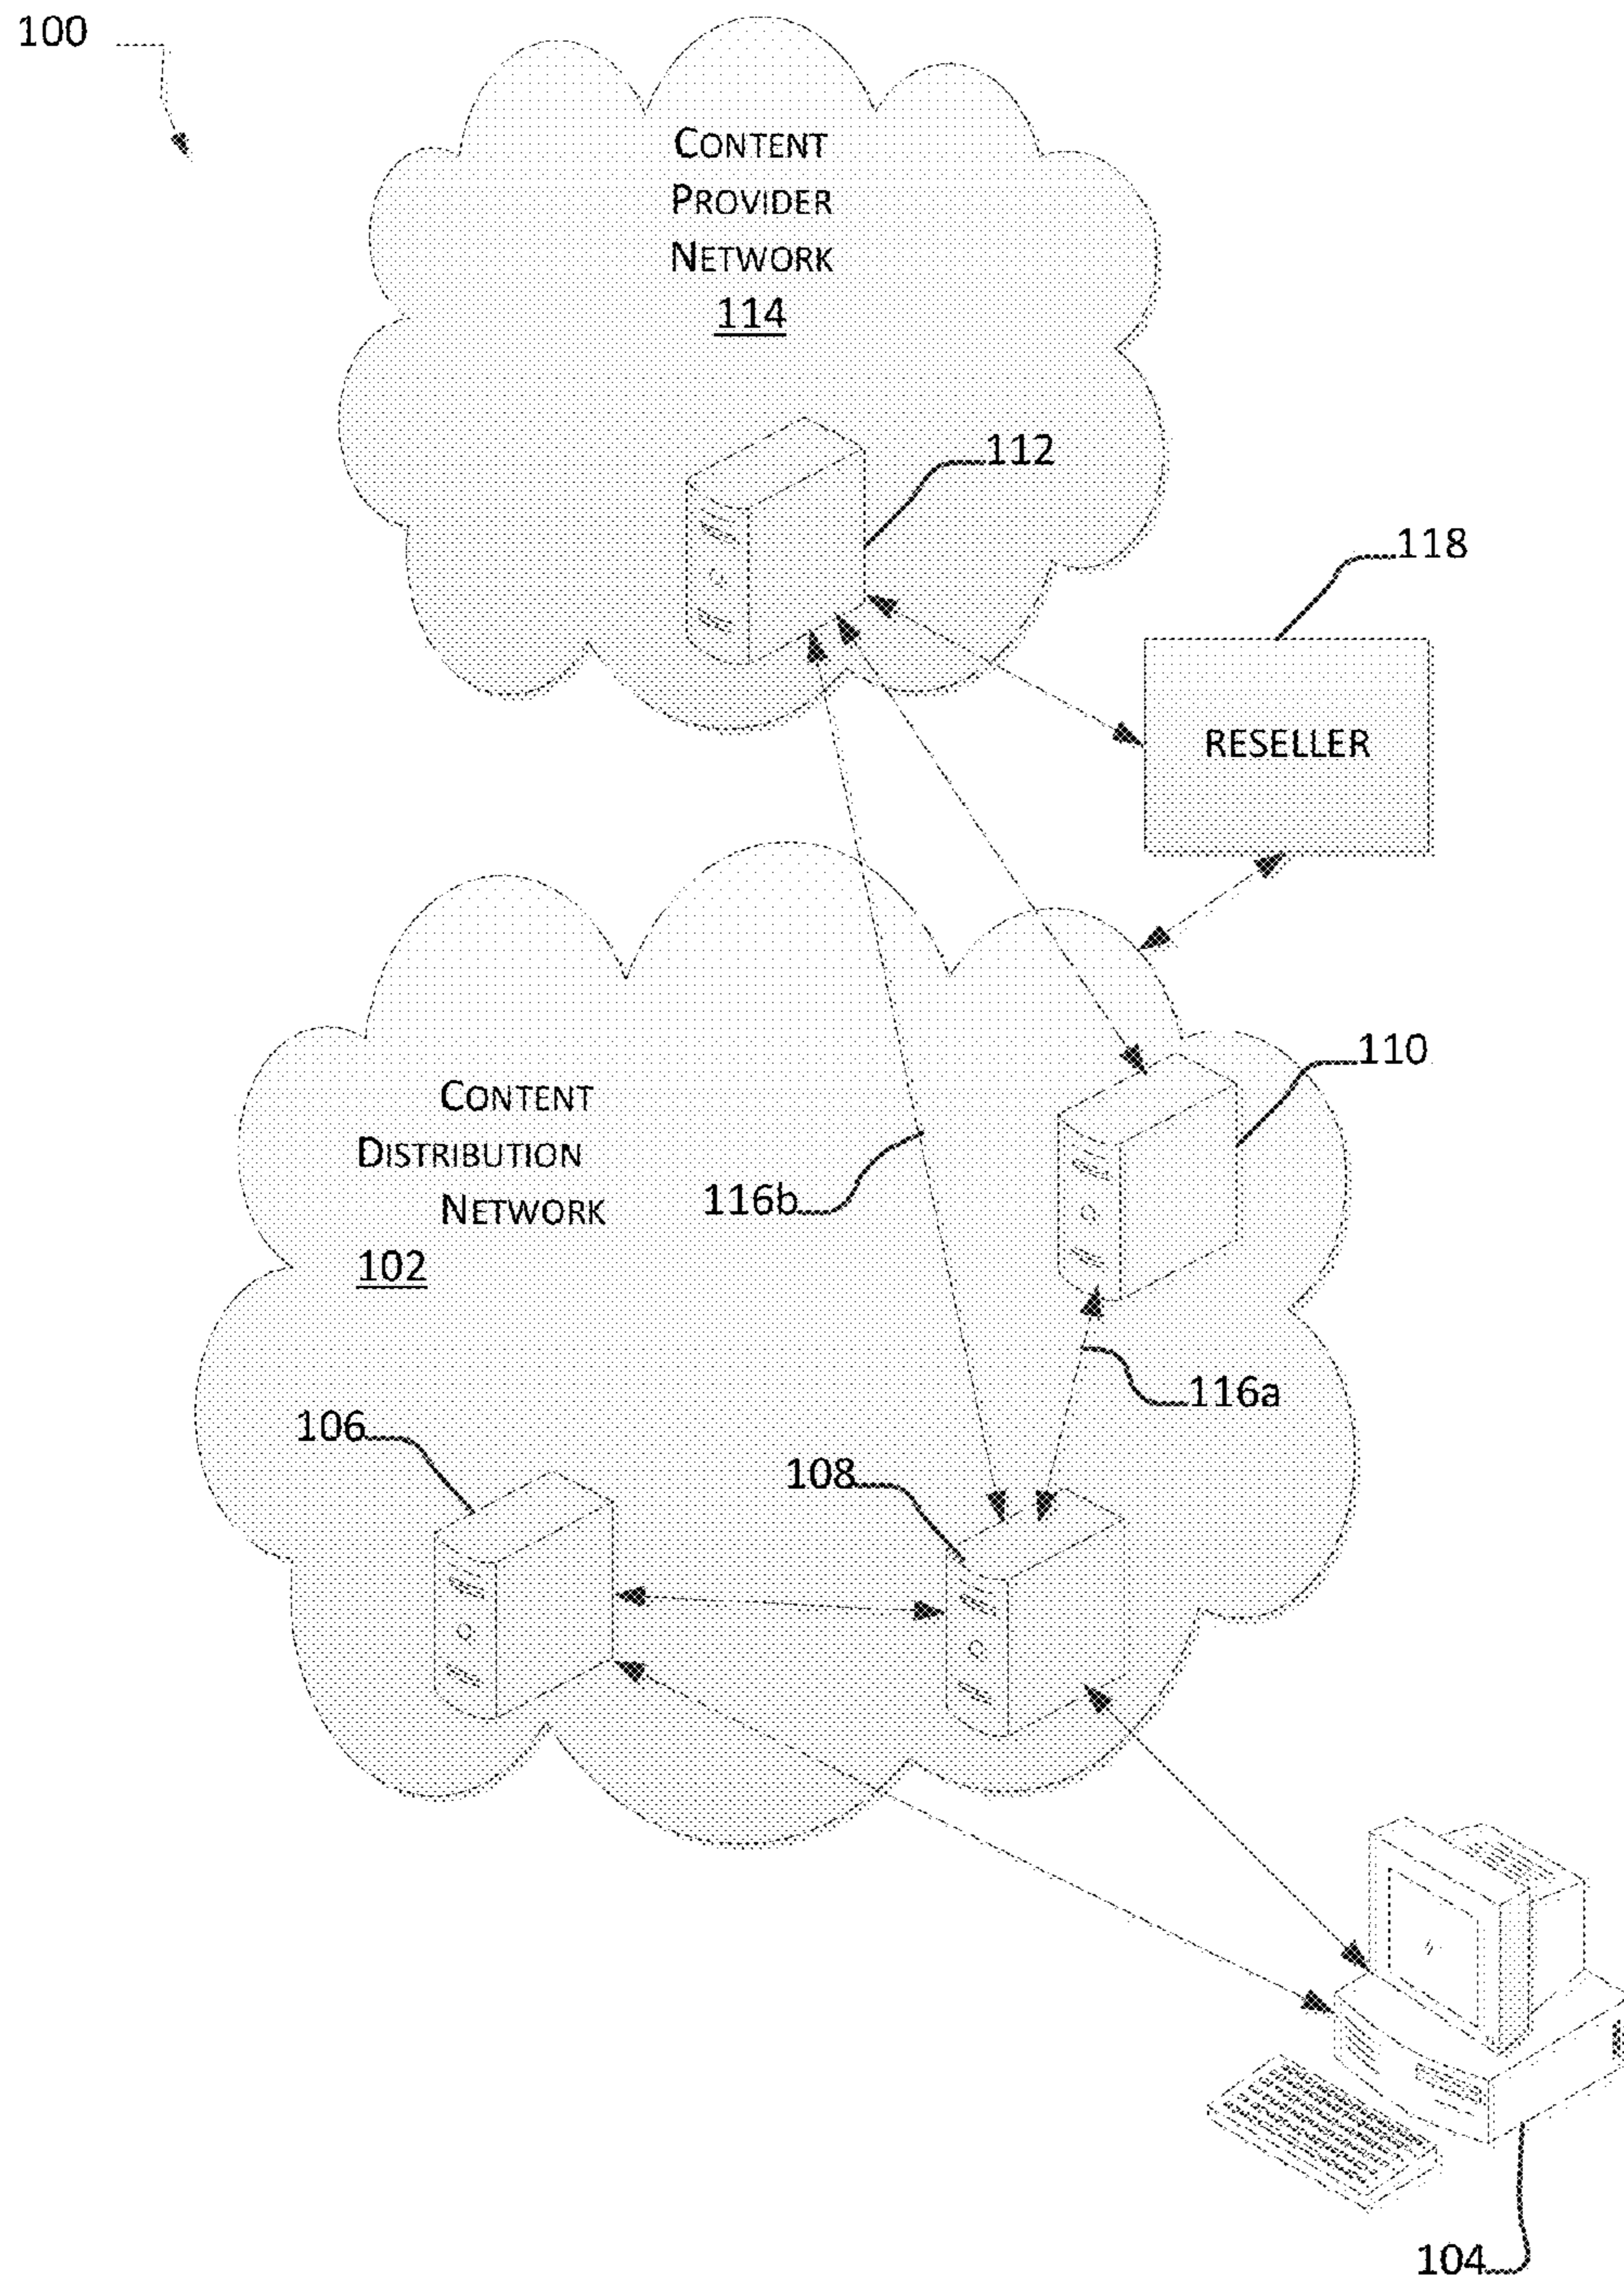 100
CONTENT
PROVIDER
NETWORK
114
112
118
RESELLER
110
CONTENT
DISTRIBUTION
NETWORK
102
116b
116a
106
108
104